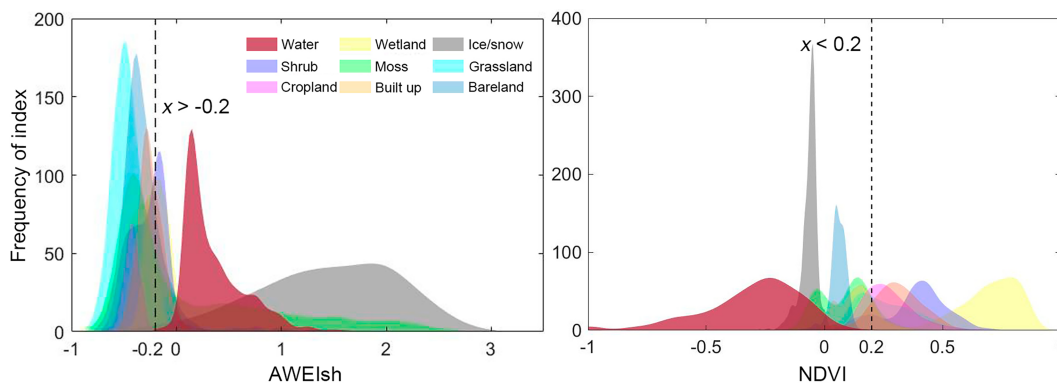 200
150
100
50
0
Frequency of index
x > -0.2
Water
Wetland
Ice/snow
Shrub
Moss
Grassland
Cropland
Built up
Bareland
-1
-0.2
0
1
2
3
AWEIsh
400
300
200
100
0
x < 0.2
-1
-0.5
0
0.2
0.5
NDVI